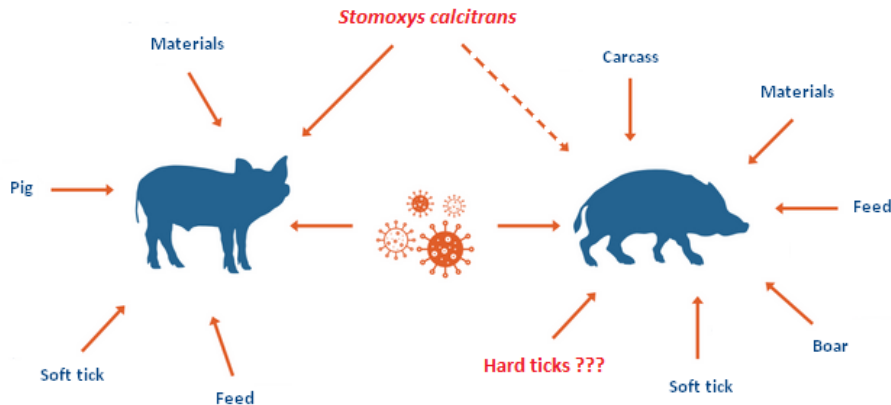 Stomoxys calcitrans
Materials
Carcass
Materials
Pig
Feed
Soft tick
Feed
Hard ticks ???
Soft tick
Boar